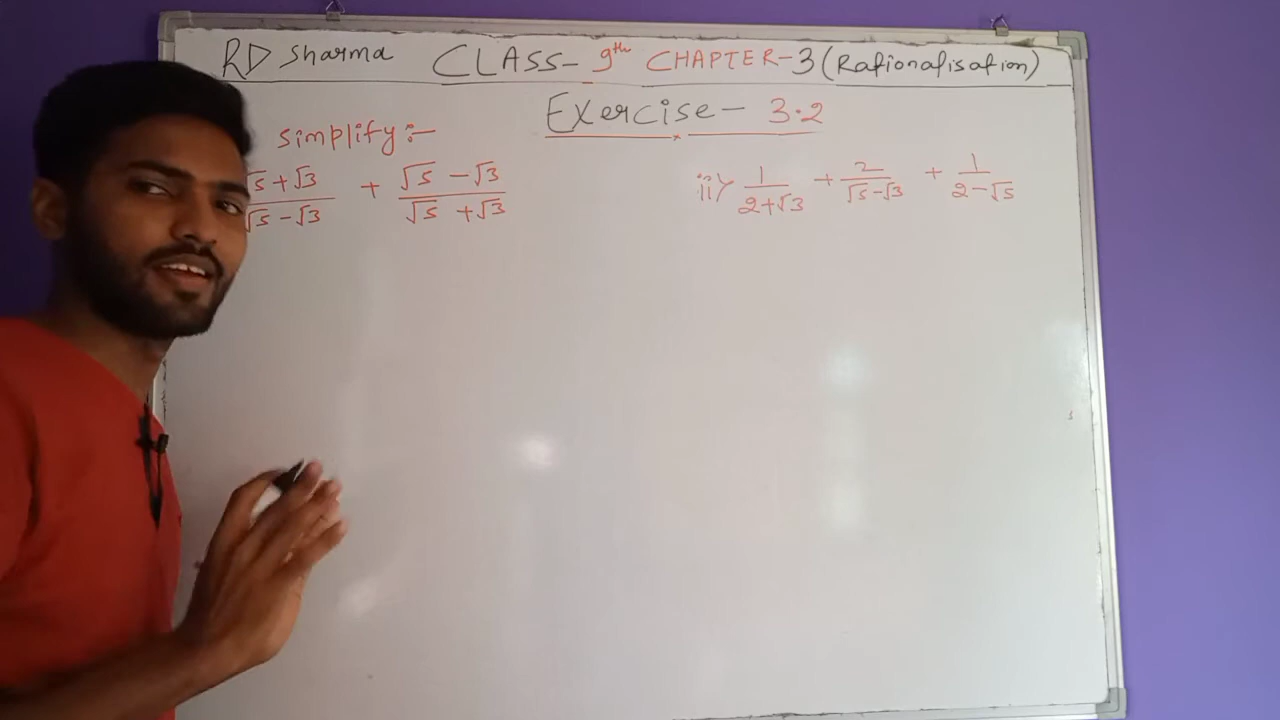 RD Sharma CLASS- 9th CHAPTER-3 (Rationalisation)
Exercise - 3.2
simplify:-
√5+√3 / √5-√3 + √5-√3 / √5+√3
ii) 1 / 2+√3 + 2 / √5-√3 + 1 / 2-√5